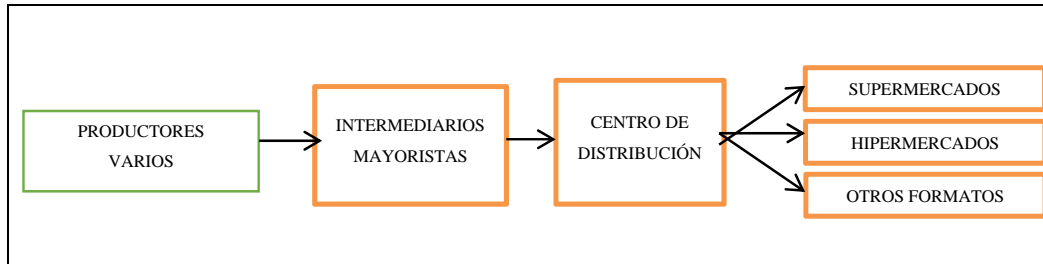 PRODUCTORES
VARIOS
INTERMEDIARIOS
MAYORISTAS
CENTRO DE
DISTRIBUCIÓN
SUPERMERCADOS
HIPERMERCADOS
OTROS FORMATOS